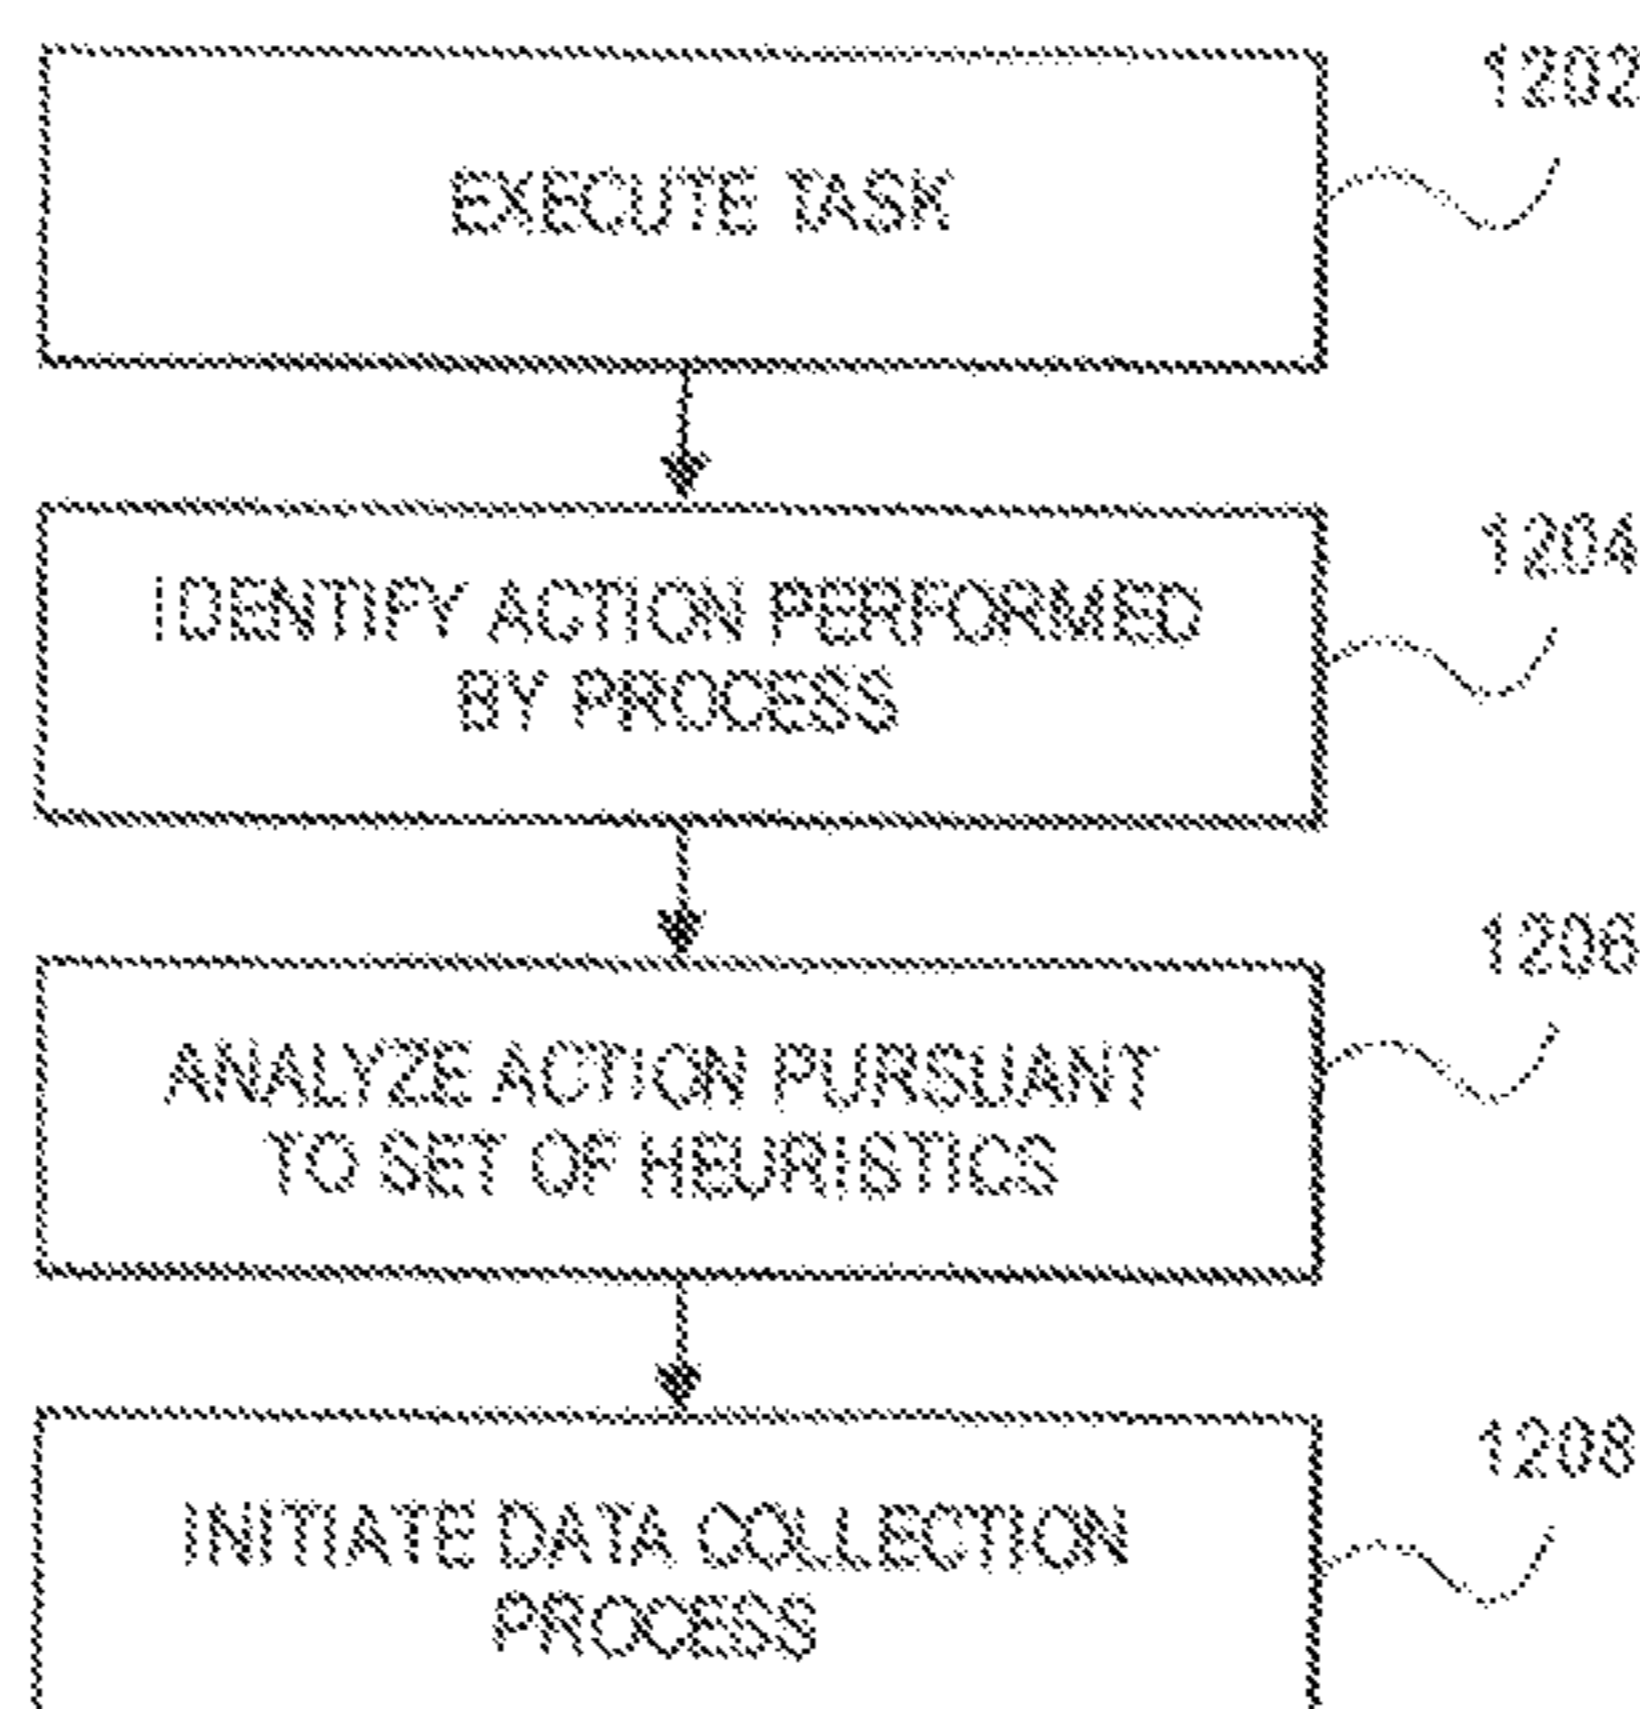 1202
EXECUTE TASK
1204
IDENTIFY ACTION PERFORMED
BY PROCESS
1206
ANALYZE ACTION PURSUANT
TO SET OF HEURISTICS
1208
INITIATE DATA COLLECTION
PROCESS